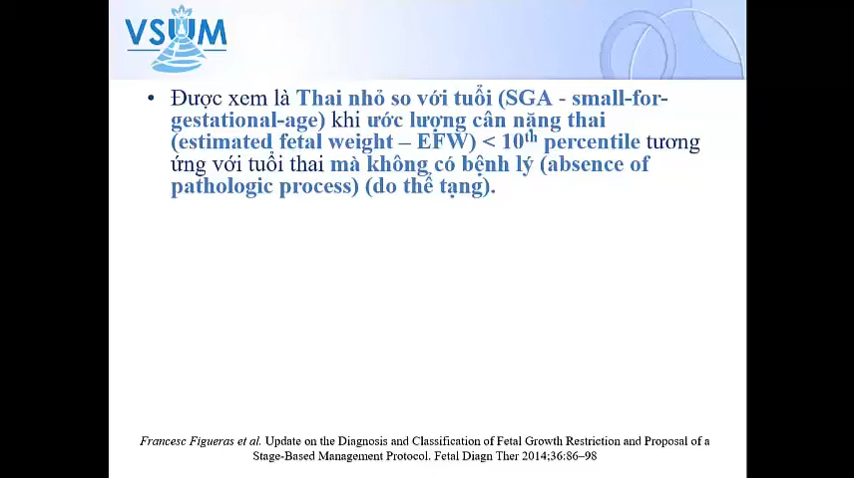 VSUM
• Được xem là Thai nhỏ so với tuổi (SGA - small-for-
gestational-age) khi ước lượng cân nặng thai
(estimated fetal weight – EFW) < 10th percentile tương
ứng với tuổi thai mà không có bệnh lý (absence of
pathologic process) (do thể tạng).
Francesc Figueras et al. Update on the Diagnosis and Classification of Fetal Growth Restriction and Proposal of a
Stage-Based Management Protocol. Fetal Diagn Ther 2014;36:86–98